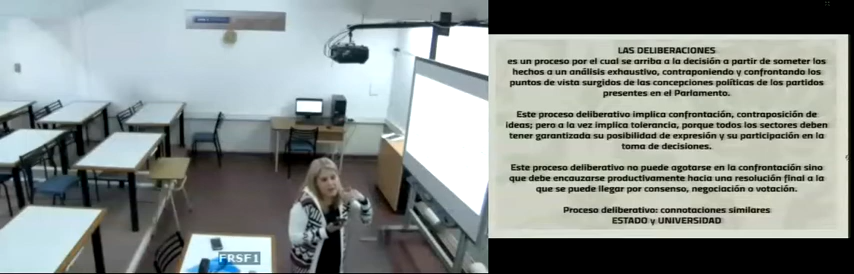 LAS DELIBERACIONES
es un proceso por el cual se arriba a la decisión a partir de someter los
hechos a un análisis exhaustivo, contraponiendo y confrontando los
puntos de vista surgidos de las concepciones políticas de los partidos
presentes en el Parlamento.
Este proceso deliberativo implica confrontación, contraposición de
ideas; pero a la vez implica tolerancia, porque todos los sectores deben
tener garantizada su posibilidad de expresión y su participación en la
toma de decisiones.
Este proceso deliberativo no puede agotarse en la confrontación sino
que debe encauzarse productivamente hacia una resolución final a la
que se puede llegar por consenso, negociación o votación.
Proceso deliberativo: connotaciones similares
ESTADO y UNIVERSIDAD
FRSF1